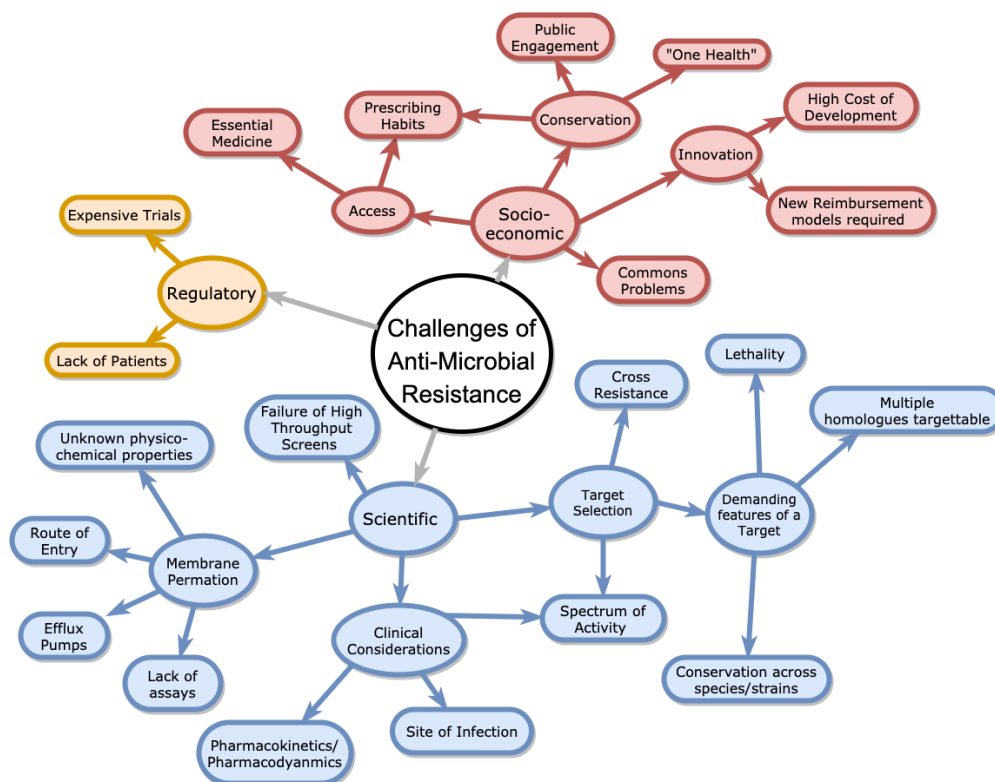 Public
Engagement
"One Health"
Prescribing
Habits
Conservation
High Cost of
Development
Essential
Medicine
Innovation
Access
New Reimbursement
models required
Socio-
economic
Expensive Trials
Commons
Problems
Regulatory
Challenges of
Anti-Microbial
Resistance
Lack of Patients
Lethality
Cross
Resistance
Multiple
homologues targettable
Failure of High
Throughput
Screens
Unknown physico-
chemical properties
Scientific
Target
Selection
Demanding
features of a
Target
Route of
Entry
Membrane
Permation
Efflux
Pumps
Clinical
Considerations
Spectrum of
Activity
Lack of
assays
Conservation across
species/strains
Site of Infection
Pharmacokinetics/
Pharmacodyanmics